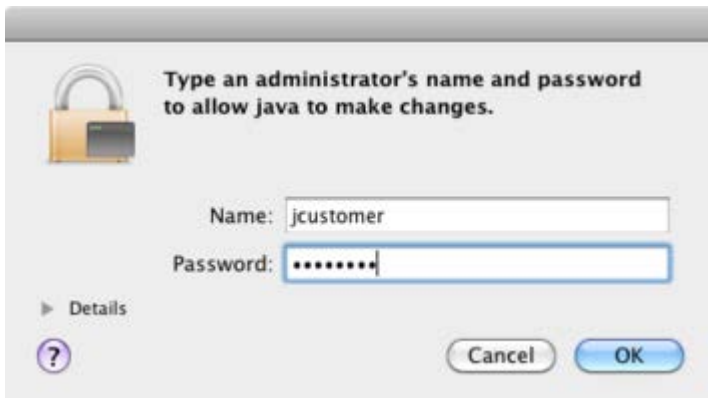 Type an administrator's name and password
to allow java to make changes.
Name: jcustomer
Password: ••••••••
Details
?
Cancel OK